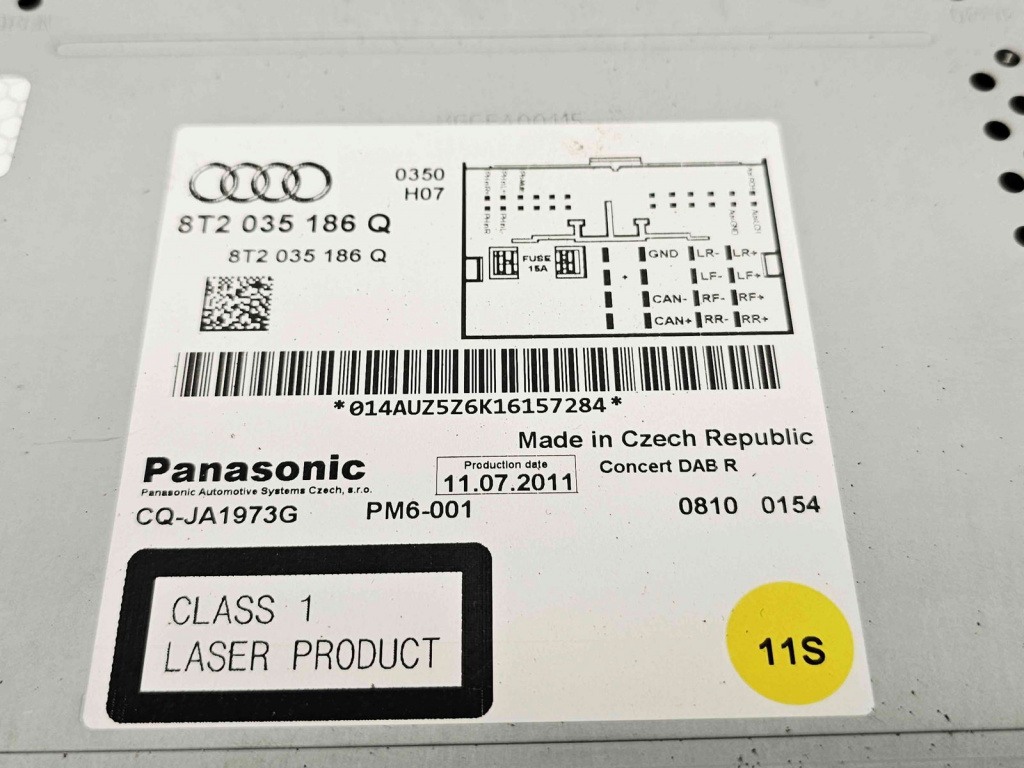 0350
H07
8T2 035 186 Q
8T2 035 186 Q
FUSE
15A
GND LR- LR+
+ LF- LF+
CAN- RF- RF+
CAN+ RR- RR+
*014AUZ5Z6K16157284*
Made in Czech Republic
Panasonic
Panasonic Automotive Systems Czech, s.r.o.
Production date
11.07.2011
Concert DAB R
CQ-JA1973G PM6-001 0810 0154
CLASS 1
LASER PRODUCT
11S